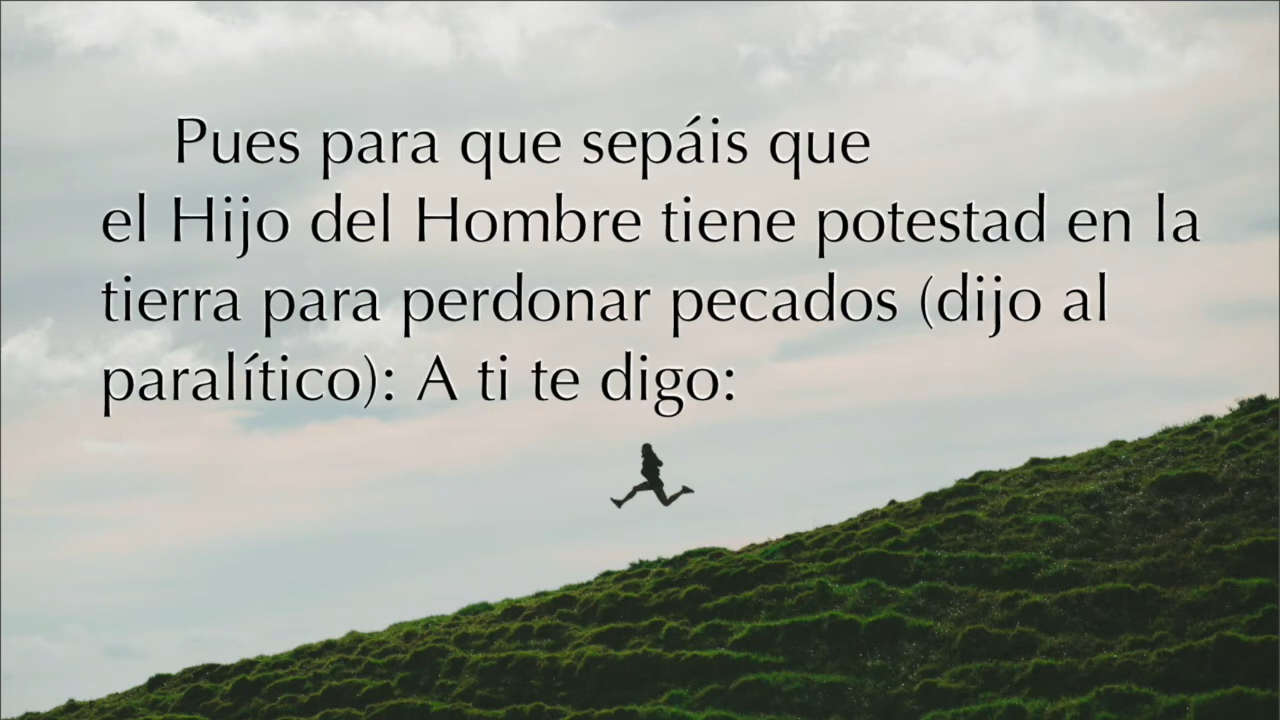 Pues para que sepáis que
el Hijo del Hombre tiene potestad en la
tierra para perdonar pecados (dijo al
paralítico): A ti te digo: